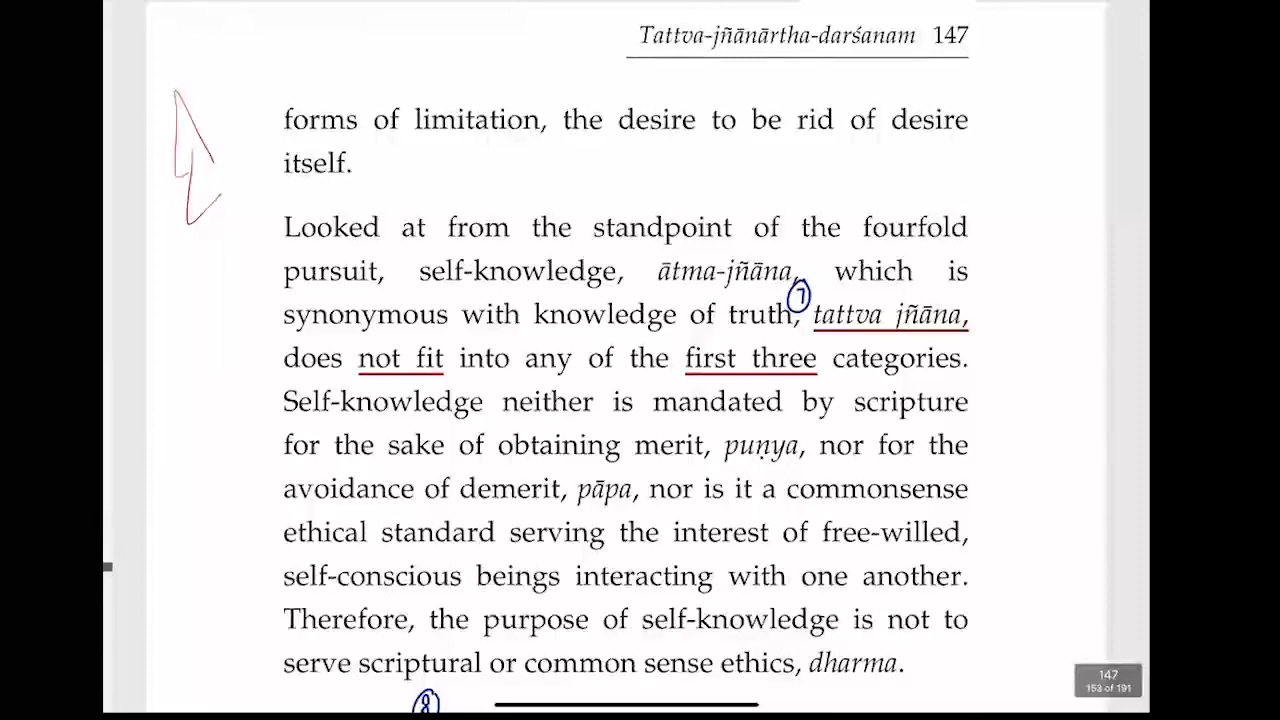 Tattva-jñānārtha-darśanam 147
forms of limitation, the desire to be rid of desire
itself.
Looked at from the standpoint of the fourfold
pursuit, self-knowledge, ātma-jñāna, which is
7
synonymous with knowledge of truth, tattva jñāna,
does not fit into any of the first three categories.
Self-knowledge neither is mandated by scripture
for the sake of obtaining merit, puṇya, nor for the
avoidance of demerit, pāpa, nor is it a commonsense
ethical standard serving the interest of free-willed,
self-conscious beings interacting with one another.
Therefore, the purpose of self-knowledge is not to
serve scriptural or common sense ethics, dharma.
8
147
153 of 191